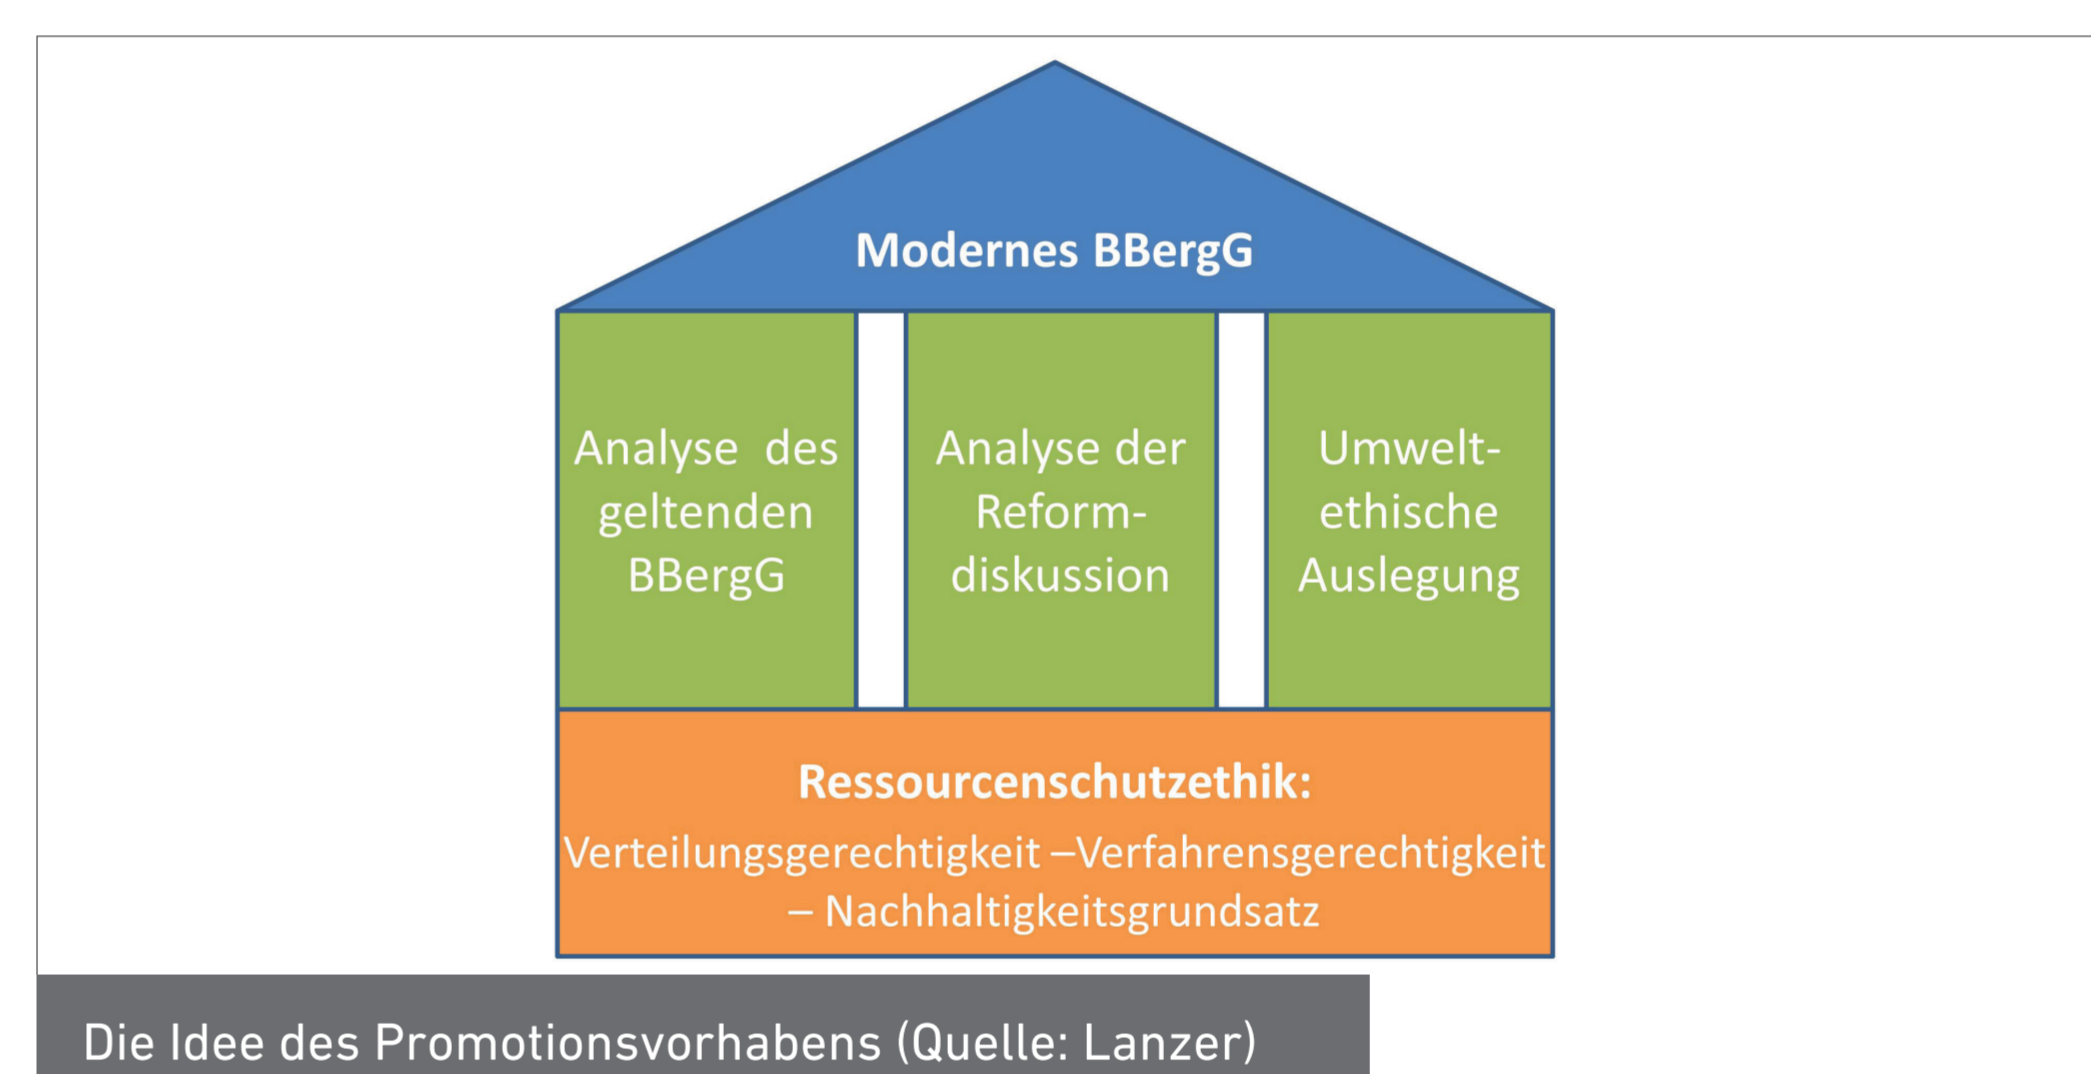 Modernes BBergG
Analyse des
geltenden
BBergG
Analyse der
Reform-
diskussion
Umwelt-
ethische
Auslegung
Ressourcenschutzethik:
Verteilungsgerechtigkeit –Verfahrensgerechtigkeit
– Nachhaltigkeitsgrundsatz
Die Idee des Promotionsvorhabens (Quelle: Lanzer)